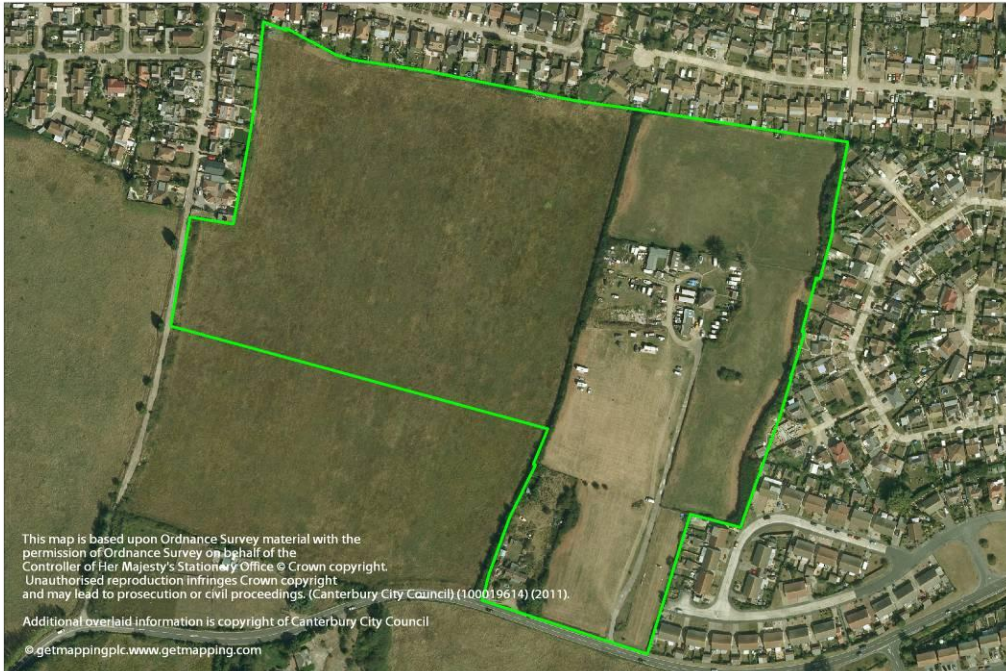 This map is based upon Ordnance Survey material with the
permission of Ordnance Survey on behalf of the
Controller of Her Majesty's Stationery Office © Crown copyright.
Unauthorised reproduction infringes Crown copyright
and may lead to prosecution or civil proceedings. (Canterbury City Council) (100019614) (2011).
Additional overlaid information is copyright of Canterbury City Council
© getmappingplc.www.getmapping.com